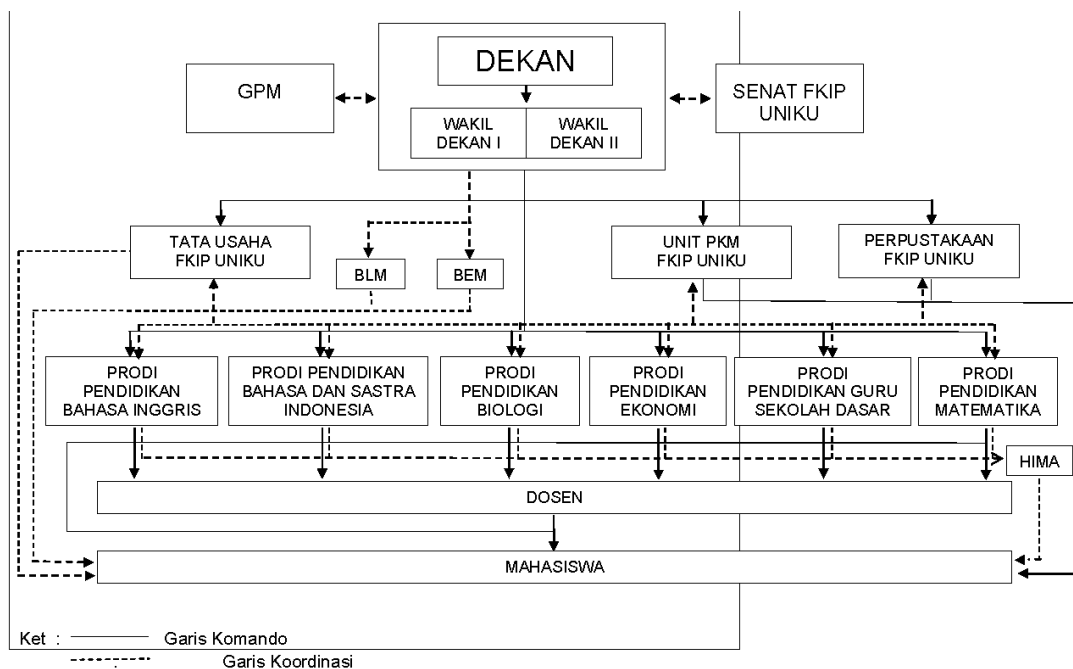 DEKAN
GPM
SENAT FKIP
UNIKU
WAKIL
DEKAN I
WAKIL
DEKAN II
TATA USAHA
FKIP UNIKU
BLM
BEM
UNIT PKM
FKIP UNIKU
PERPUSTAKAAN
FKIP UNIKU
PRODI
PENDIDIKAN
BAHASA INGGRIS
PRODI PENDIDIKAN
BAHASA DAN SASTRA
INDONESIA
PRODI
PENDIDIKAN
BIOLOGI
PRODI
PENDIDIKAN
EKONOMI
PRODI
PENDIDIKAN GURU
SEKOLAH DASAR
PRODI
PENDIDIKAN
MATEMATIKA
HIMA
DOSEN
MAHASISWA
Ket : Garis Komando
Garis Koordinasi